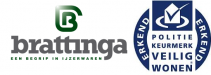 brattinga
EEN BEGRIP IN IJZERWAREN
ERKEND
POLITIE
KEURMERK
VEILIG
WONEN
ERKEND